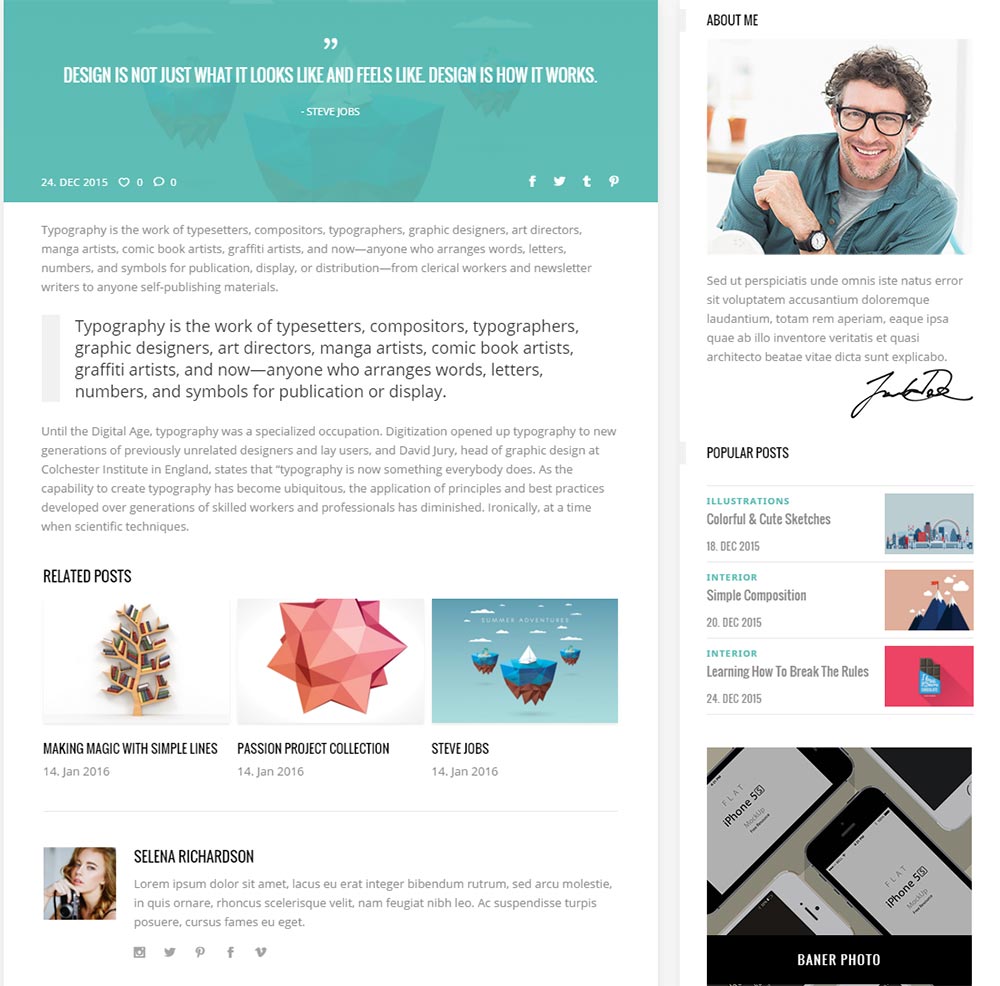 ”
DESIGN IS NOT JUST WHAT IT LOOKS LIKE AND FEELS LIKE. DESIGN IS HOW IT WORKS.
- STEVE JOBS
24. DEC 2015 0 0
Typography is the work of typesetters, compositors, typographers, graphic designers, art directors,
manga artists, comic book artists, graffiti artists, and now—anyone who arranges words, letters,
numbers, and symbols for publication, display, or distribution—from clerical workers and newsletter
writers to anyone self-publishing materials.
Typography is the work of typesetters, compositors, typographers,
graphic designers, art directors, manga artists, comic book artists,
graffiti artists, and now—anyone who arranges words, letters,
numbers, and symbols for publication or display.
Until the Digital Age, typography was a specialized occupation. Digitization opened up typography to new
generations of previously unrelated designers and lay users, and David Jury, head of graphic design at
Colchester Institute in England, states that “typography is now something everybody does. As the
capability to create typography has become ubiquitous, the application of principles and best practices
developed over generations of skilled workers and professionals has diminished. Ironically, at a time
when scientific techniques.
RELATED POSTS
SUMMER ADVENTURES
MAKING MAGIC WITH SIMPLE LINES
14. Jan 2016
PASSION PROJECT COLLECTION
14. Jan 2016
STEVE JOBS
14. Jan 2016
SELENA RICHARDSON
Lorem ipsum dolor sit amet, lacus eu erat integer bibendum rutrum, sed arcu molestie,
in quis ornare, rhoncus scelerisque velit, nam feugiat nibh leo. Ac suspendisse turpis
posuere, cursus fames eu eget.
ABOUT ME
Sed ut perspiciatis unde omnis iste natus error
sit voluptatem accusantium doloremque
laudantium, totam rem aperiam, eaque ipsa
quae ab illo inventore veritatis et quasi
architecto beatae vitae dicta sunt explicabo.
POPULAR POSTS
ILLUSTRATIONS
Colorful & Cute Sketches
18. DEC 2015
INTERIOR
Simple Composition
20. DEC 2015
INTERIOR
Learning How To Break The Rules
24. DEC 2015
FLAT
iPhone 5S
MockUp
Free Resource
FLAT
iPhone 5S
MockUp
Free Resource
BANER PHOTO